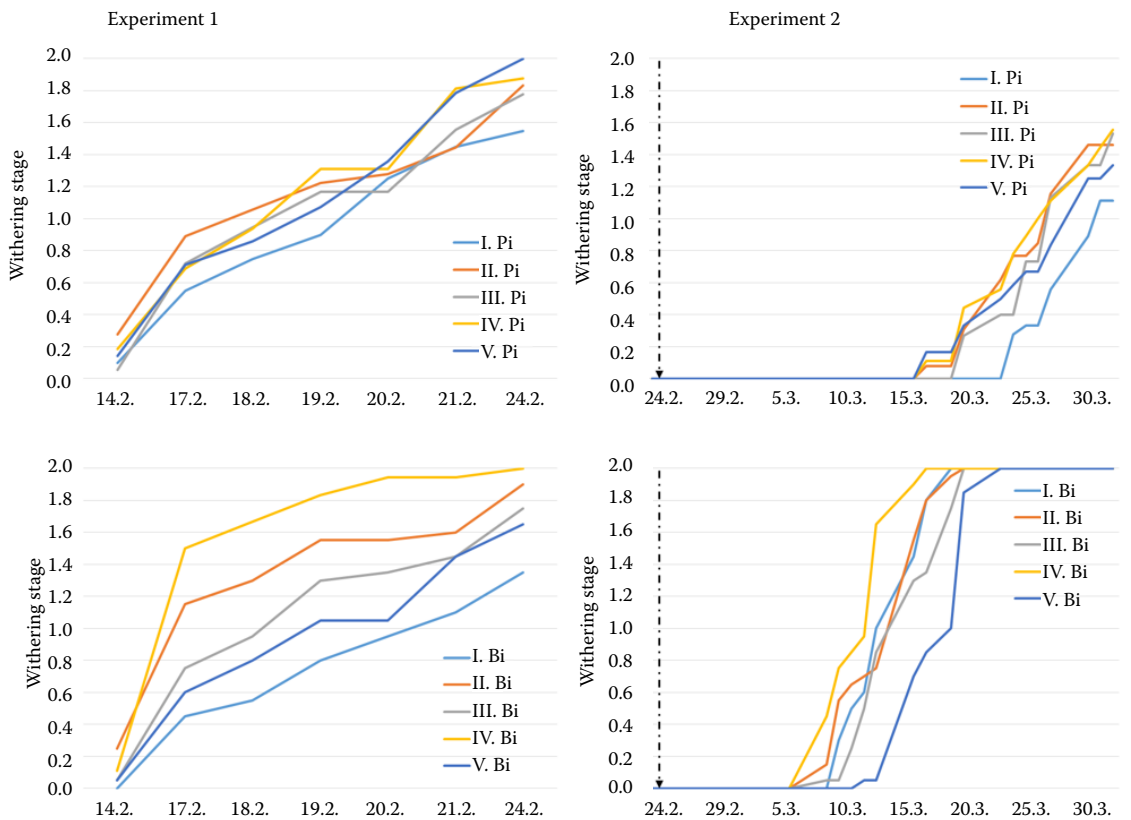 Experiment 1
Experiment 2
Withering stage
2.0
1.8
1.6
1.4
1.2
1.0
0.8
0.6
0.4
0.2
0.0
I. Pi
II. Pi
III. Pi
IV. Pi
V. Pi
14.2. 17.2. 18.2. 19.2. 20.2. 21.2. 24.2.
Withering stage
2.0
1.8
1.6
1.4
1.2
1.0
0.8
0.6
0.4
0.2
0.0
I. Pi
II. Pi
III. Pi
IV. Pi
V. Pi
24.2. 29.2. 5.3. 10.3. 15.3. 20.3. 25.3. 30.3.
Withering stage
2.0
1.8
1.6
1.4
1.2
1.0
0.8
0.6
0.4
0.2
0.0
I. Bi
II. Bi
III. Bi
IV. Bi
V. Bi
14.2. 17.2. 18.2. 19.2. 20.2. 21.2. 24.2.
Withering stage
2.0
1.8
1.6
1.4
1.2
1.0
0.8
0.6
0.4
0.2
0.0
I. Bi
II. Bi
III. Bi
IV. Bi
V. Bi
24.2. 29.2. 5.3. 10.3. 15.3. 20.3. 25.3. 30.3.